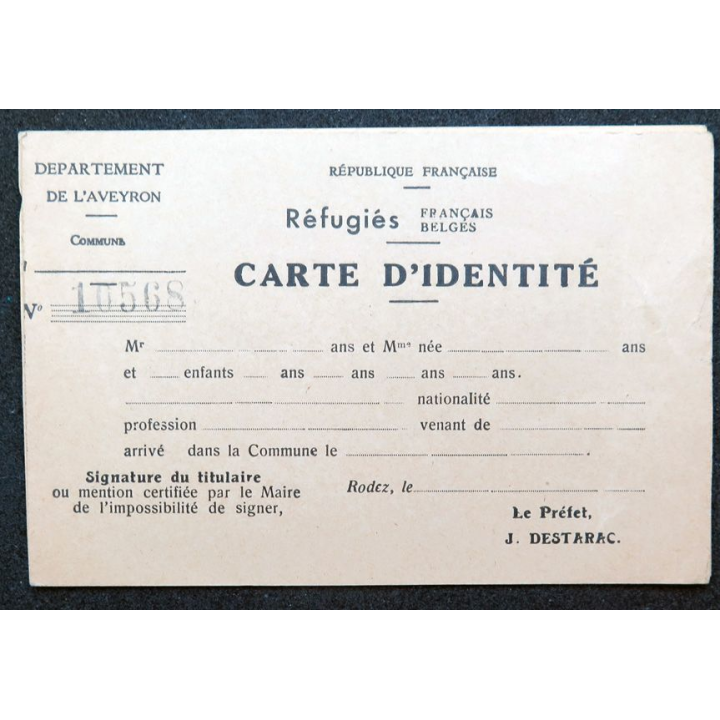 DEPARTEMENT
DE L'AVEYRON
COMMUNE
Nº 10568
RÉPUBLIQUE FRANÇAISE
Réfugiés FRANÇAIS
BELGES
CARTE D'IDENTITÉ
Mr ans et Mme née ans
et enfants ans ans ans ans.
nationalité
profession venant de
arrivé dans la Commune le .
Signature du titulaire
ou mention certifiée par le Maire
de l'impossibilité de signer,
Rodez, le
Le Préfet,
J. DESTARAC.